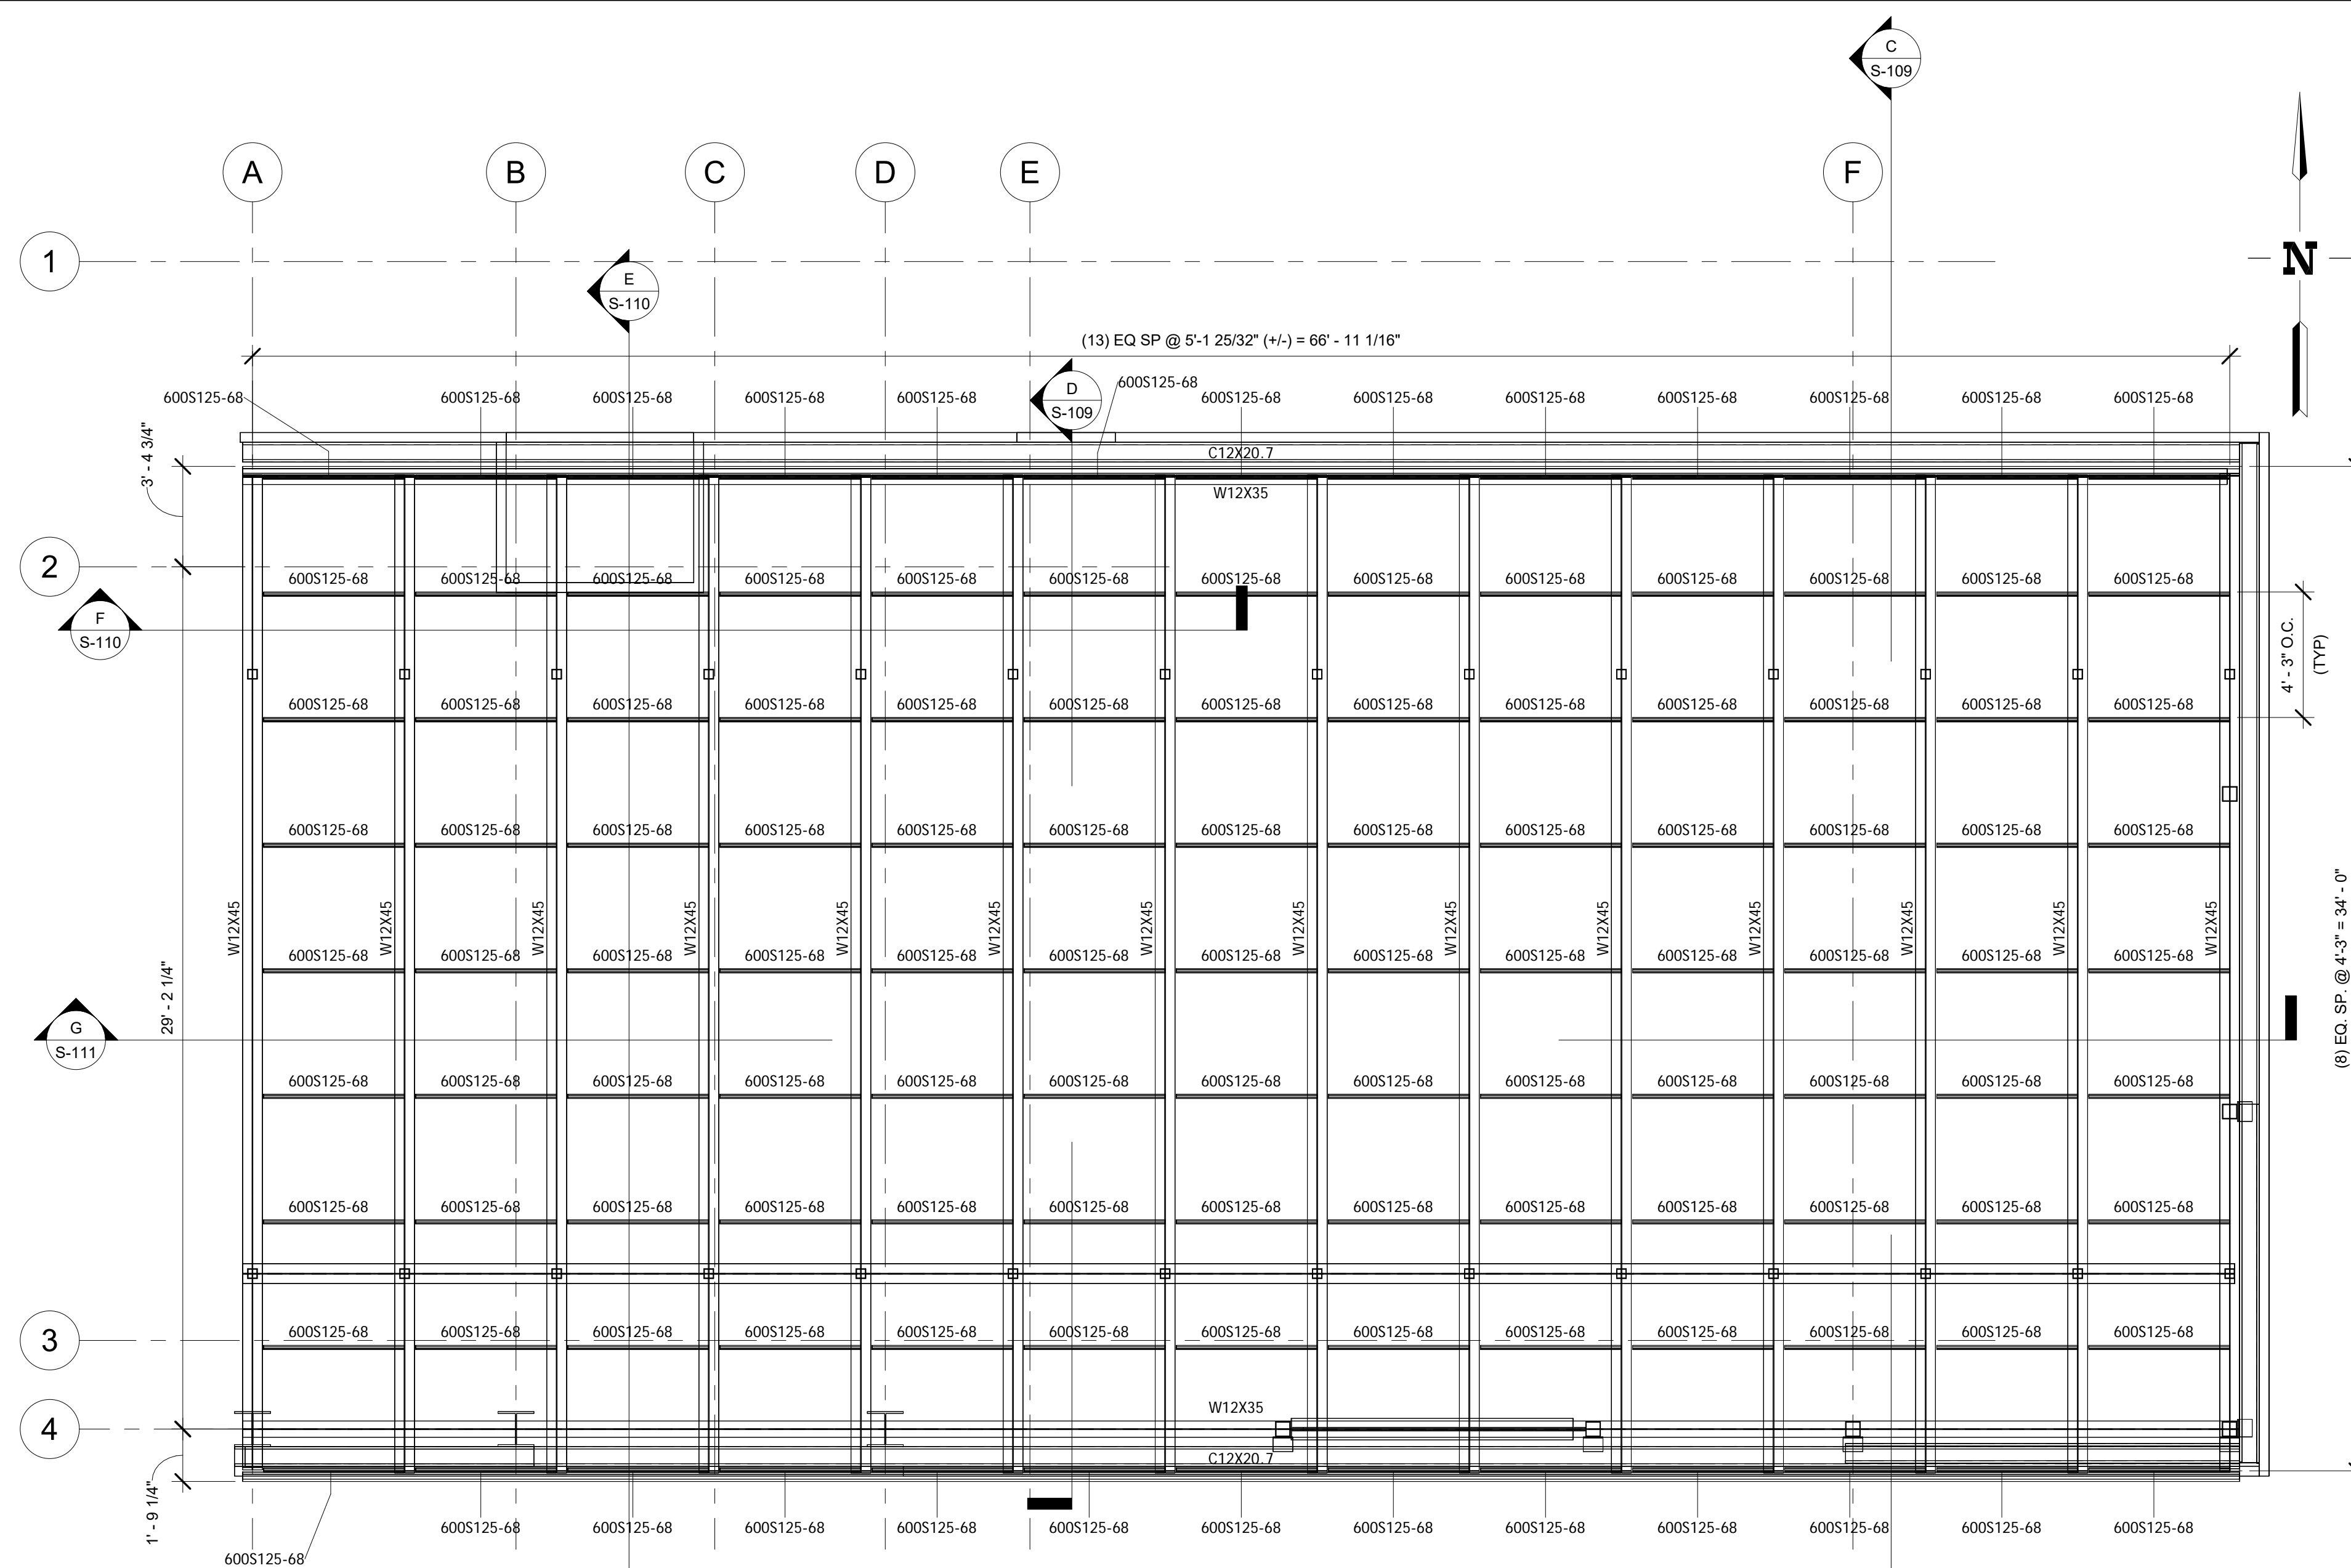 C
S-109
A
B
C
D
E
F
1
E
S-110
N
(13) EQ SP @ 5'-1 25/32" (+/-) = 66' - 11 1/16"
D
S-109
600S125-68
600S125-68 600S125-68 600S125-68 600S125-68 600S125-68 600S125-68 600S125-68 600S125-68 600S125-68 600S125-68 600S125-68 600S125-68
3' - 4 3/4"
C12X20.7
W12X35
2
600S125-68 600S125-68 600S125-68 600S125-68 600S125-68 600S125-68 600S125-68 600S125-68 600S125-68 600S125-68 600S125-68 600S125-68 600S125-68
F
S-110
4' - 3" O.C.
(TYP)
600S125-68 600S125-68 600S125-68 600S125-68 600S125-68 600S125-68 600S125-68 600S125-68 600S125-68 600S125-68 600S125-68 600S125-68 600S125-68
600S125-68 600S125-68 600S125-68 600S125-68 600S125-68 600S125-68 600S125-68 600S125-68 600S125-68 600S125-68 600S125-68 600S125-68 600S125-68
W12X45 W12X45 W12X45 W12X45 W12X45 W12X45 W12X45 W12X45 W12X45 W12X45 W12X45 W12X45 W12X45 W12X45
600S125-68 600S125-68 600S125-68 600S125-68 600S125-68 600S125-68 600S125-68 600S125-68 600S125-68 600S125-68 600S125-68 600S125-68 600S125-68
29' - 2 1/4"
(8) EQ. SP. @ 4'-3" = 34' - 0"
G
S-111
600S125-68 600S125-68 600S125-68 600S125-68 600S125-68 600S125-68 600S125-68 600S125-68 600S125-68 600S125-68 600S125-68 600S125-68 600S125-68
600S125-68 600S125-68 600S125-68 600S125-68 600S125-68 600S125-68 600S125-68 600S125-68 600S125-68 600S125-68 600S125-68 600S125-68 600S125-68
3
600S125-68 600S125-68 600S125-68 600S125-68 600S125-68 600S125-68 600S125-68 600S125-68 600S125-68 600S125-68 600S125-68 600S125-68 600S125-68
W12X35
4
C12X20.7
1' - 9 1/4"
600S125-68 600S125-68 600S125-68 600S125-68 600S125-68 600S125-68 600S125-68 600S125-68 600S125-68 600S125-68 600S125-68 600S125-68
600S125-68